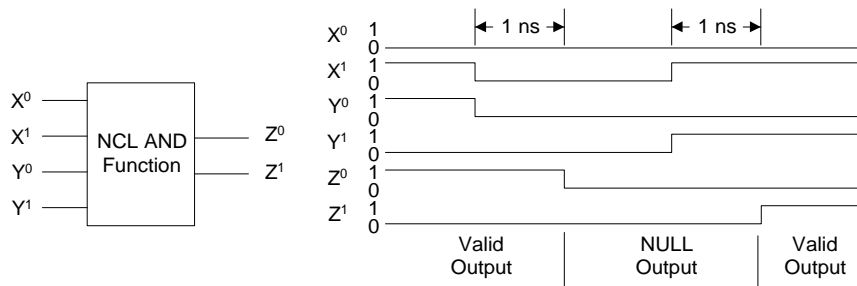 X⁰
X¹
Y⁰
Y¹
NCL AND
Function
Z⁰
Z¹
1 ns
1 ns
X⁰ 1
0
X¹ 1
0
Y⁰ 1
0
Y¹ 1
0
Z⁰ 1
0
Z¹ 1
0
Valid
Output
NULL
Output
Valid
Output